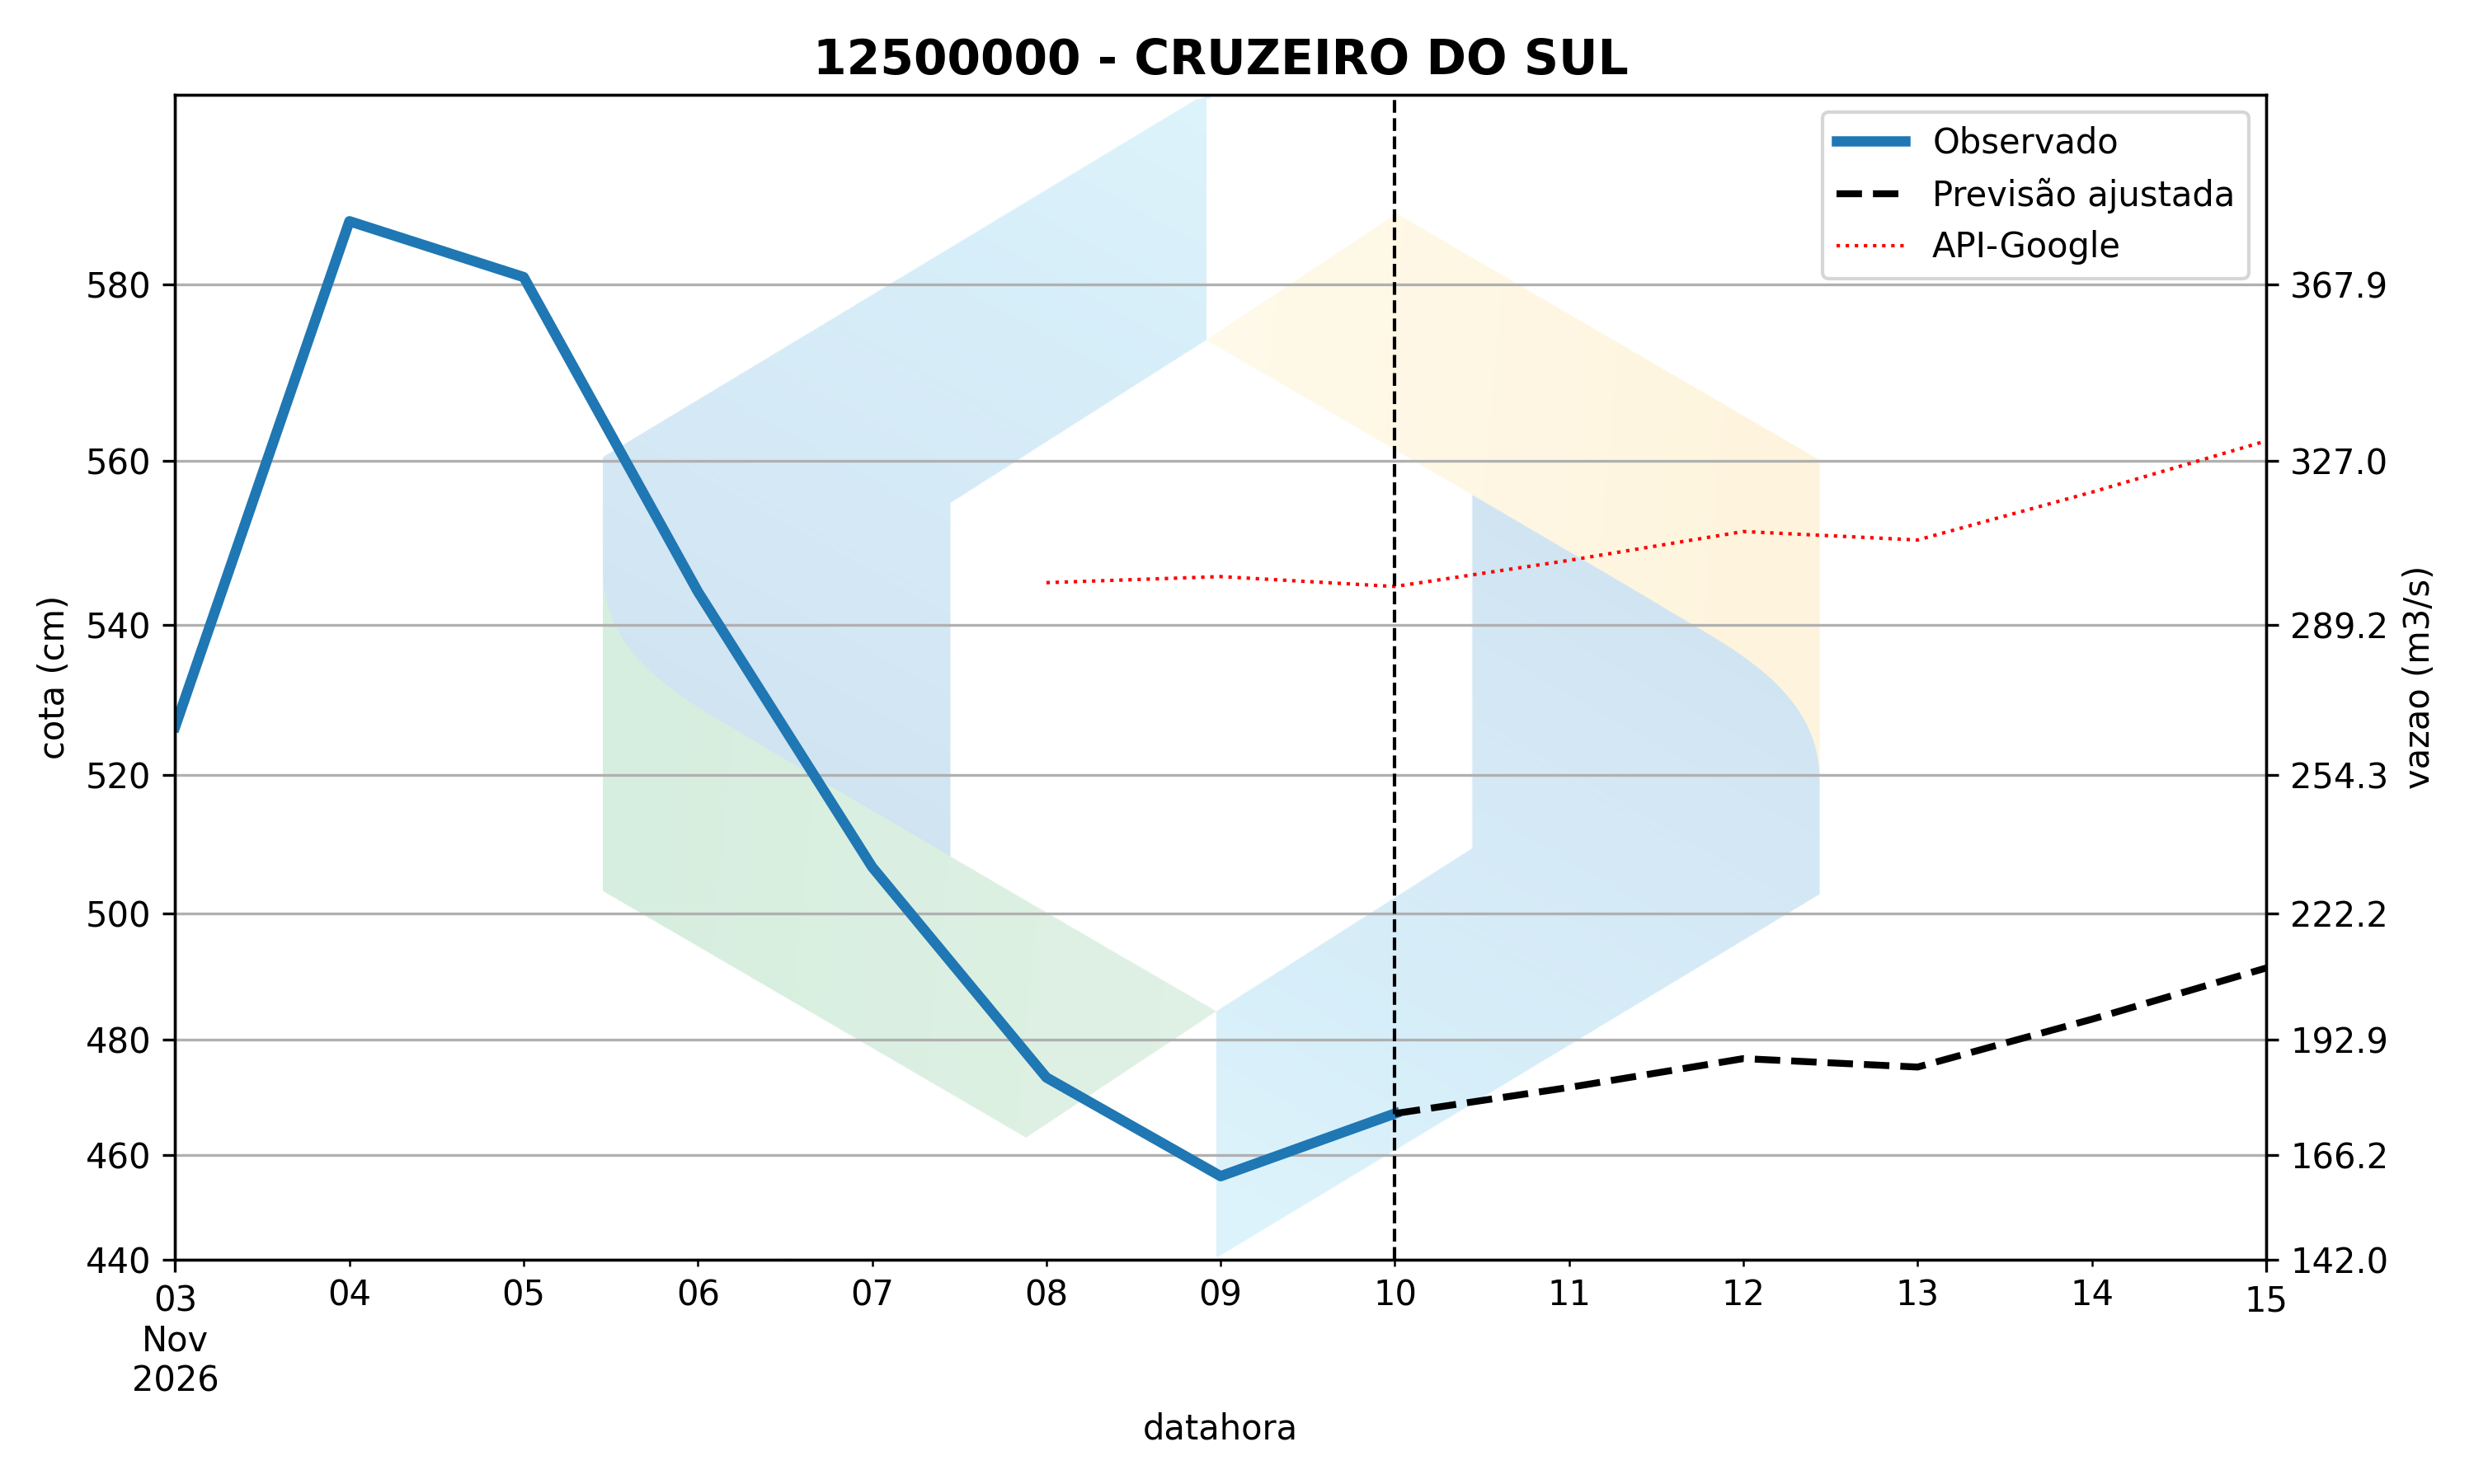 12500000 - CRUZEIRO DO SUL
Observado
Previsão ajustada
API-Google
cota (cm)
580
560
540
520
500
480
460
440
367.9
327.0
289.2
254.3
222.2
192.9
166.2
142.0
vazao (m3/s)
03 04 05 06 07 08 09 10 11 12 13 14 15
Nov
2026
datahora